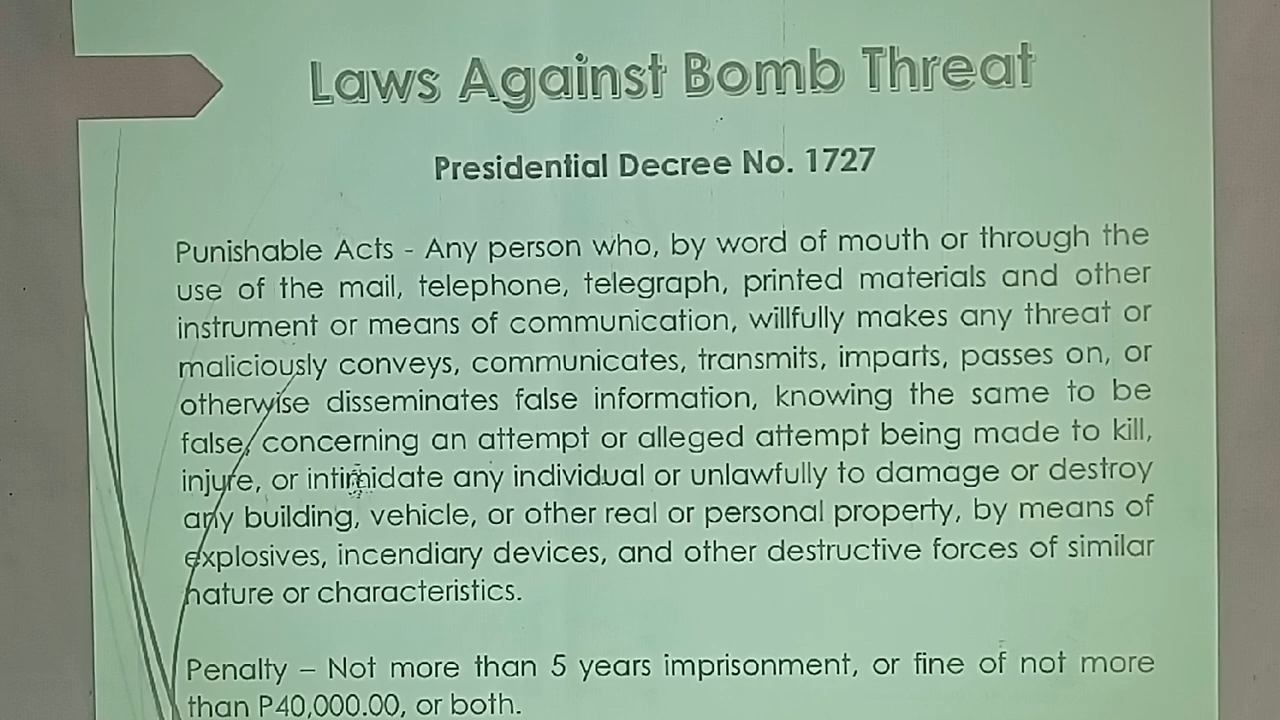 Laws Against Bomb Threat
Presidential Decree No. 1727
Punishable Acts - Any person who, by word of mouth or through the
use of the mail, telephone, telegraph, printed materials and other
instrument or means of communication, willfully makes any threat or
maliciously conveys, communicates, transmits, imparts, passes on, or
otherwise disseminates false information, knowing the same to be
false, concerning an attempt or alleged attempt being made to kill,
injure, or intimidate any individual or unlawfully to damage or destroy
any building, vehicle, or other real or personal property, by means of
explosives, incendiary devices, and other destructive forces of similar
nature or characteristics.
Penalty – Not more than 5 years imprisonment, or fine of not more
than P40,000.00, or both.